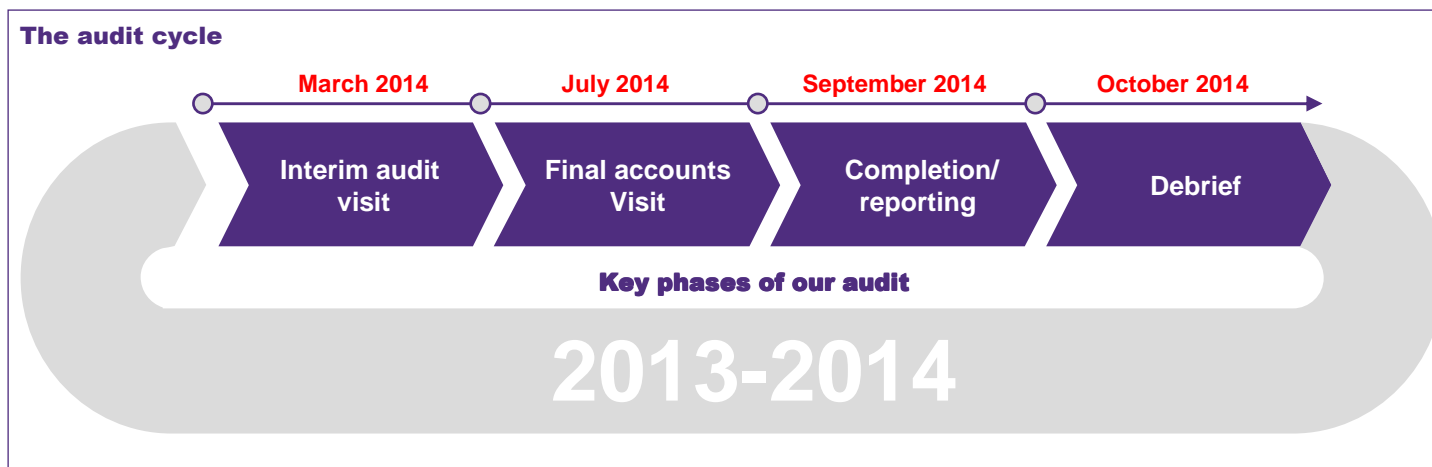 The audit cycle
March 2014
July 2014
September 2014
October 2014
Interim audit
visit
Final accounts
Visit
Completion/
reporting
Debrief
Key phases of our audit
2013-2014